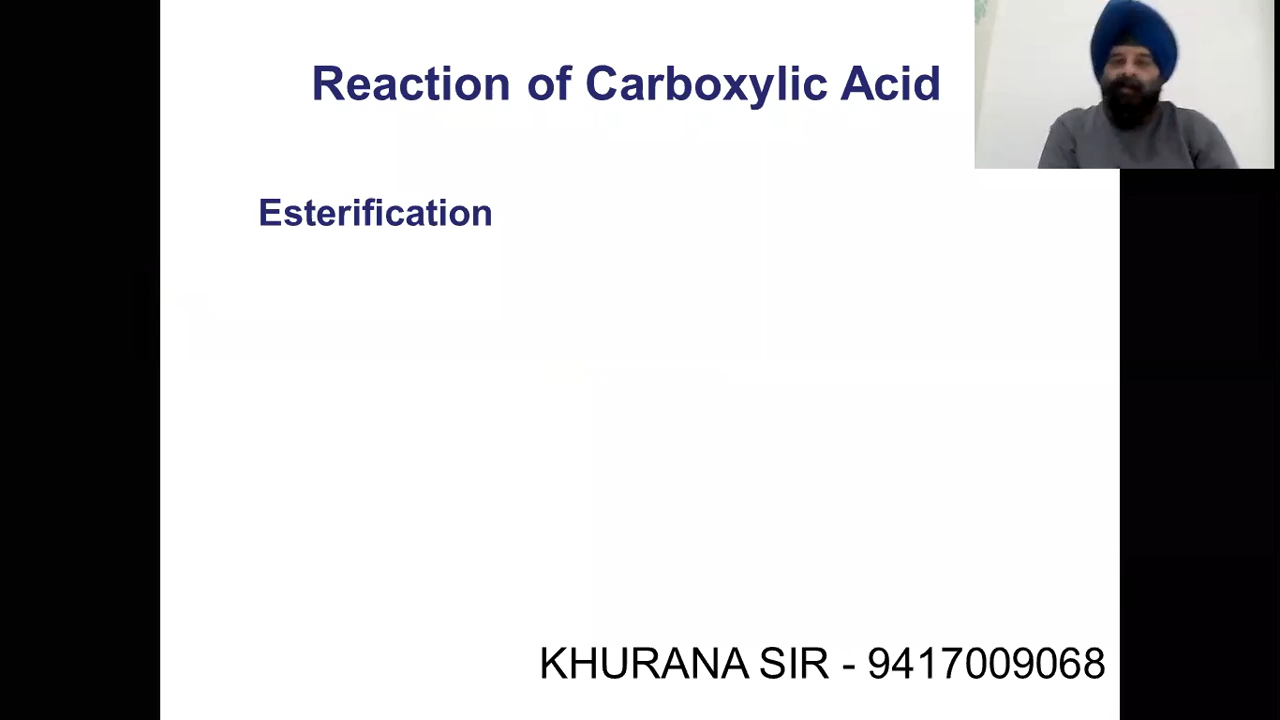 Reaction of Carboxylic Acid
Esterification
KHURANA SIR - 9417009068